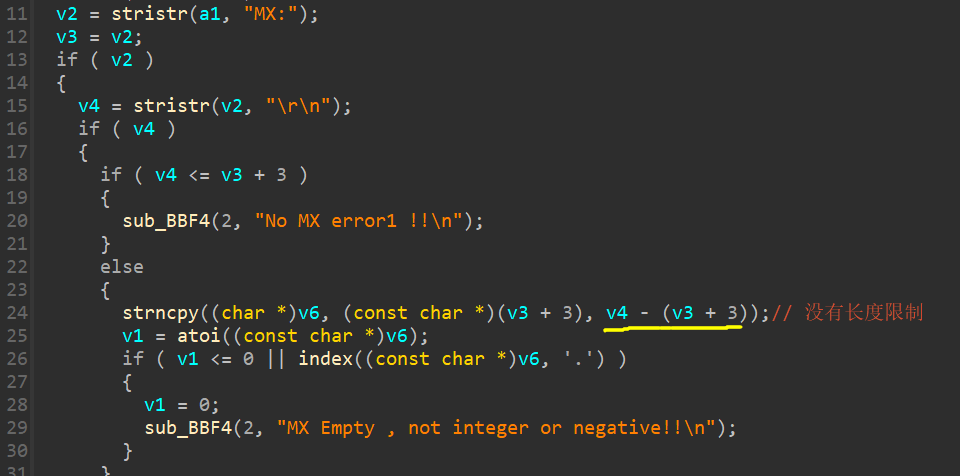 11 v2 = stristr(a1, "MX:");
12 v3 = v2;
13 if ( v2 )
14 {
15 v4 = stristr(v2, "\r\n");
16 if ( v4 )
17 {
18 if ( v4 <= v3 + 3 )
19 {
20 sub_BBF4(2, "No MX error1 !!\n");
21 }
22 else
23 {
24 strncpy((char *)v6, (const char *)(v3 + 3), v4 - (v3 + 3));// 没有长度限制
25 v1 = atoi((const char *)v6);
26 if ( v1 <= 0 || index((const char *)v6, '.') )
27 {
28 v1 = 0;
29 sub_BBF4(2, "MX Empty , not integer or negative!!\n");
30 }
31 }